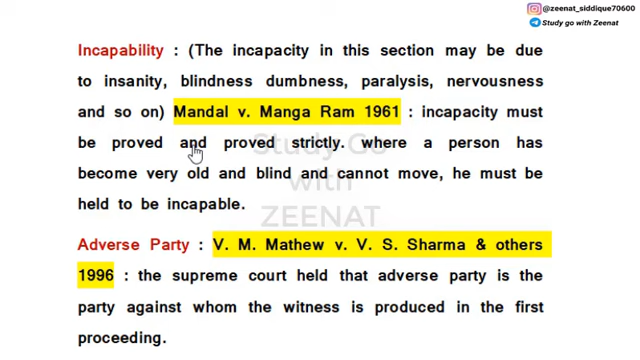 @zeenat_siddique70600
Study go with Zeenat
Incapability : (The incapacity in this section may be due
to insanity, blindness dumbness, paralysis, nervousness
and so on) Mandal v. Manga Ram 1961 : incapacity must
be proved and proved strictly. where a person has
become very old and blind and cannot move, he must be
held to be incapable.
Study Go
with
ZEENAT
Adverse Party : V. M. Mathew v. V. S. Sharma & others
1996 : the supreme court held that adverse party is the
party against whom the witness is produced in the first
proceeding.